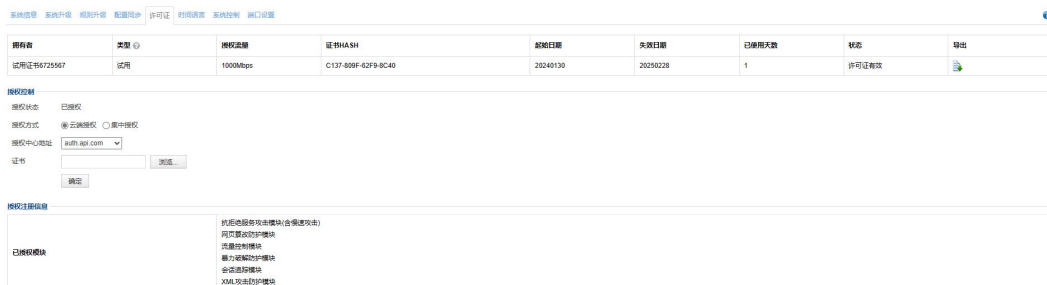 系统信息 系统升级 规则升级 配置同步 许可证 时间语言 系统控制 端口设置
拥有者 类型 授权流量 证书HASH 起始日期 失效日期 已使用天数 状态 导出
试用证书6725567 试用 1000Mbps C137-809F-62F9-8C40 20240130 20250228 1 许可证有效
授权控制
授权状态 已授权
授权方式 云端授权 集中授权
授权中心地址 auth.api.com
证书 浏览...
确定
授权注册信息
抗拒绝服务攻击模块(含慢速攻击)
网页篡改防护模块
流量控制模块
已授权模块
暴力破解防护模块
会话追踪模块
XML攻击防护模块